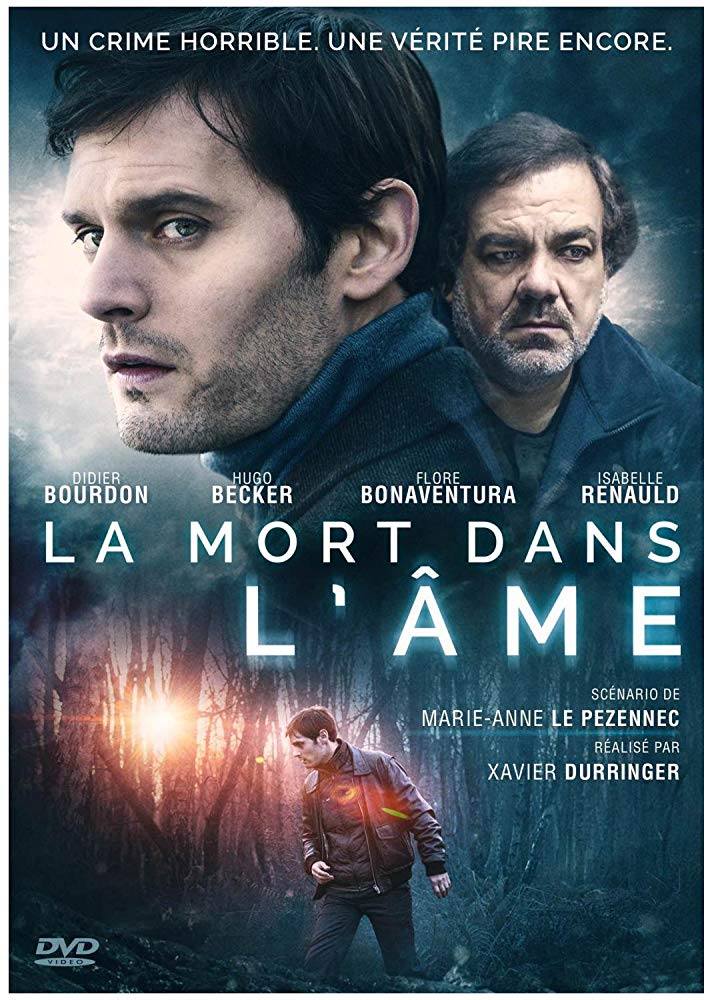 UN CRIME HORRIBLE. UNE VÉRITÉ PIRE ENCORE.
DIDIER BOURDON
HUGO BECKER
FLORE BONAVENTURA
ISABELLE RENAULD
LA MORT DANS
L'ÂME
SCÉNARIO DE
MARIE-ANNE LE PEZENNEC
RÉALISÉ PAR
XAVIER DURRINGER
DVD
VIDEO